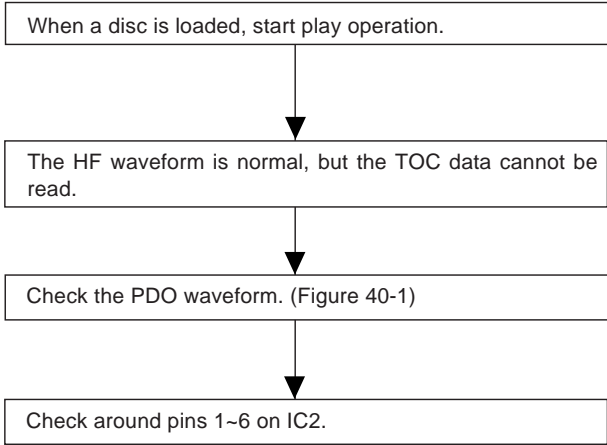 When a disc is loaded, start play operation.
The HF waveform is normal, but the TOC data cannot be
read.
Check the PDO waveform. (Figure 40-1)
Check around pins 1~6 on IC2.